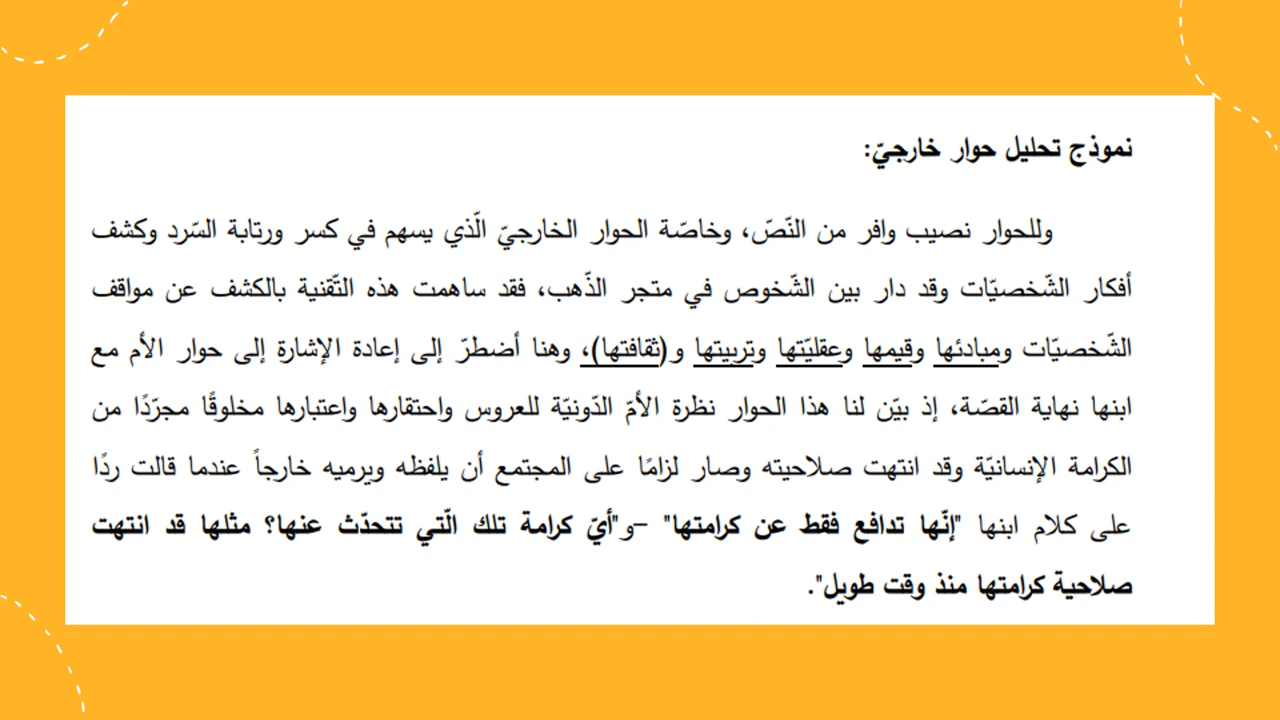 نموذج تحليل حوار خارجيّ:
وللحوار نصيب وافر من النّصّ، وخاصّة الحوار الخارجيّ الّذي يسهم في كسر ورتابة السّرد وكشف
أفكار الشّخصيّات وقد دار بين الشّخوص في متجر الذّهب، فقد ساهمت هذه التّقنية بالكشف عن مواقف
الشّخصيّات ومبادئها وقيمها وعقليّتها وتربيتها و(ثقافتها)، وهنا أضطرّ إلى إعادة الإشارة إلى حوار الأم مع
ابنها نهاية القصّة، إذ بيّن لنا هذا الحوار نظرة الأمّ الدّونيّة للعروس واحتقارها واعتبارها مخلوقًا مجرّدًا من
الكرامة الإنسانيّة وقد انتهت صلاحيته وصار لزامًا على المجتمع أن يلفظه ويرميه خارجاً عندما قالت ردًا
على كلام ابنها "إنّها تدافع فقط عن كرامتها" –و"أيّ كرامة تلك الّتي تتحدّث عنها؟ مثلها قد انتهت
صلاحية كرامتها منذ وقت طويل".